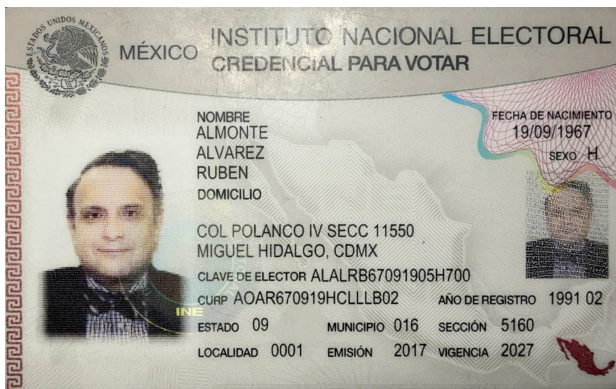 ESTADOS UNIDOS MEXICANOS
MÉXICO INSTITUTO NACIONAL ELECTORAL
CREDENCIAL PARA VOTAR
NOMBRE
ALMONTE
ALVAREZ
RUBEN
FECHA DE NACIMIENTO
19/09/1967
SEXO H
DOMICILIO
COL POLANCO IV SECC 11550
MIGUEL HIDALGO, CDMX
CLAVE DE ELECTOR ALALRB67091905H700
CURP AOAR670919HCLLLB02 AÑO DE REGISTRO 1991 02
ESTADO 09 MUNICIPIO 016 SECCIÓN 5160
LOCALIDAD 0001 EMISIÓN 2017 VIGENCIA 2027
INE